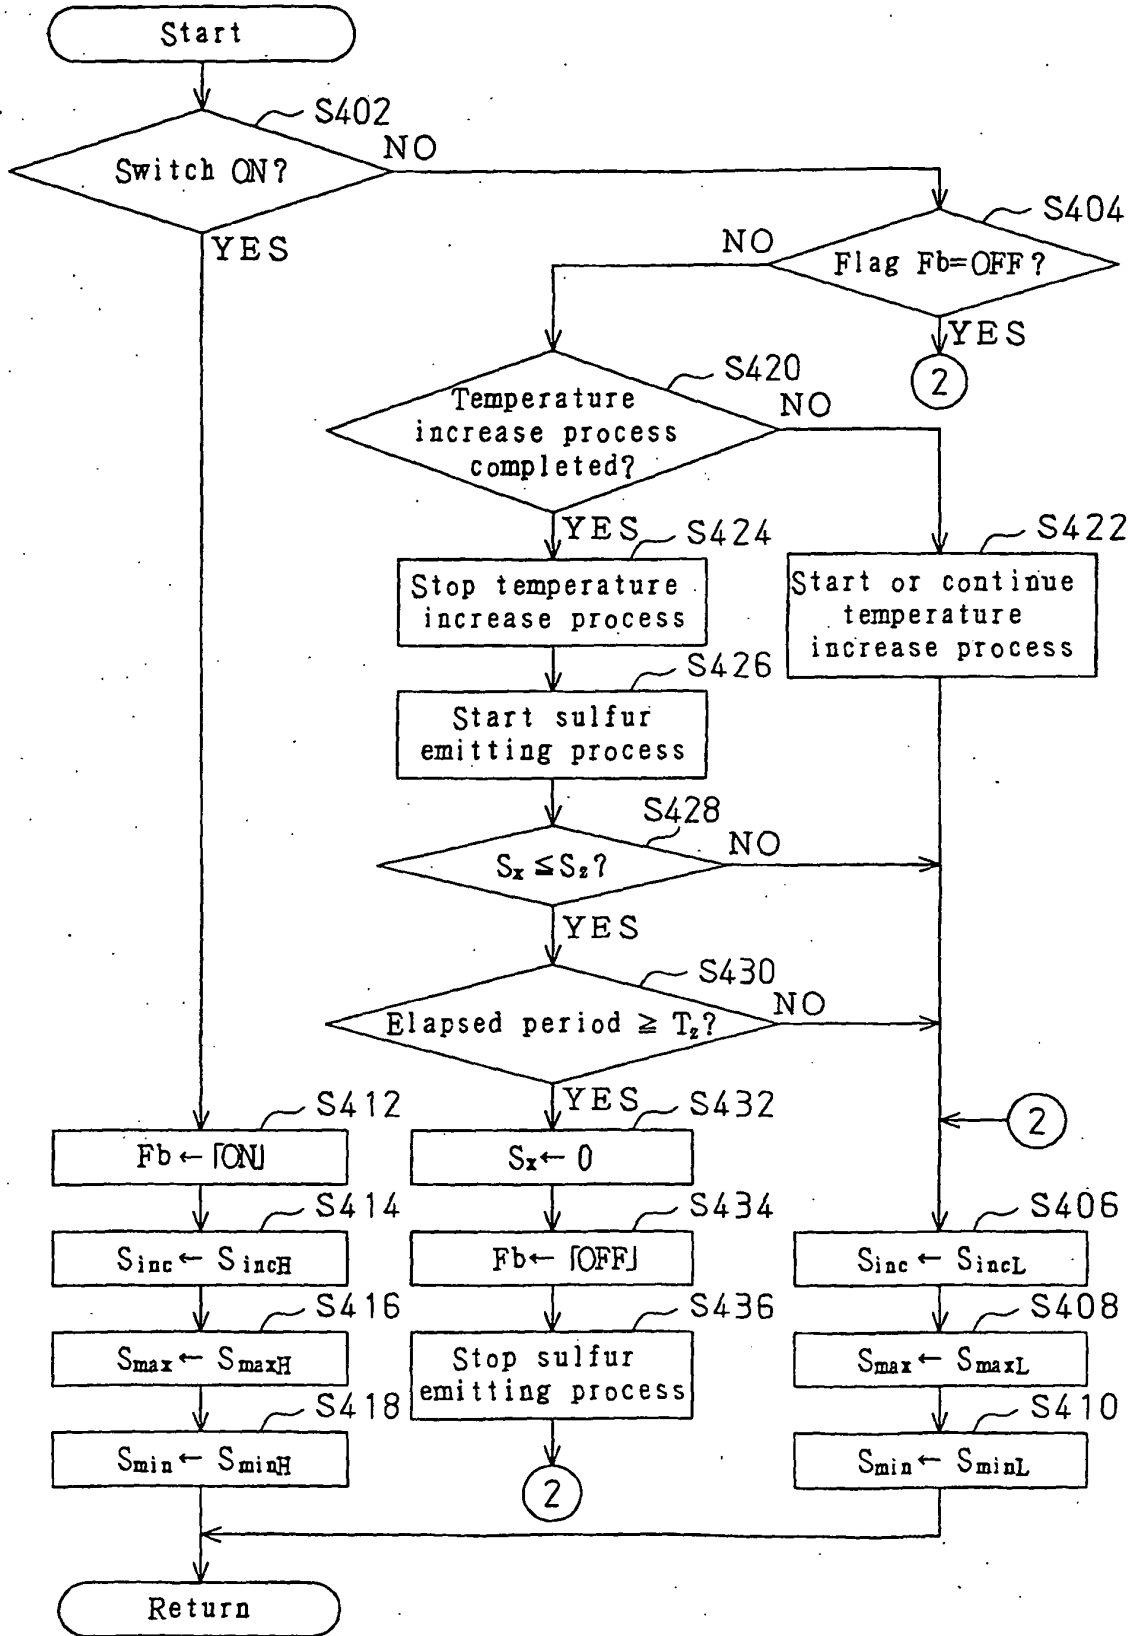 Start
S402
Switch ON?
NO
YES
S404
Flag Fb=OFF?
NO
YES
2
S420
Temperature
increase process
completed?
NO
YES
S424
Stop temperature
increase process
S422
Start or continue
temperature
increase process
S426
Start sulfur
emitting process
S428
Sx ≦ Sz?
NO
YES
S430
Elapsed period ≧ Tz?
NO
YES
2
S412
Fb ← ｢ON｣
S414
Sinc ← SincH
S416
Smax ← SmaxH
S418
Smin ← SminH
S432
Sx ← 0
S434
Fb ← ｢OFF｣
S436
Stop sulfur
emitting process
2
S406
Sinc ← SincL
S408
Smax ← SmaxL
S410
Smin ← SminL
Return